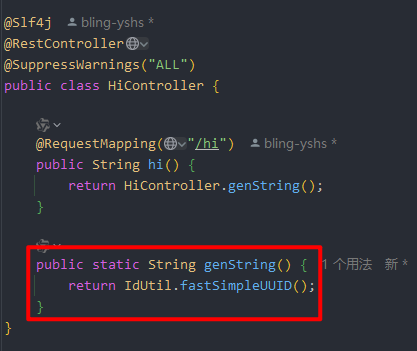 @Slf4j bling-yshs *
@RestController
@SuppressWarnings("ALL")
public class HiController {
@RequestMapping("/hi") bling-yshs *
public String hi() {
return HiController.genString();
}
public static String genString() { 1 个用法 新 *
return IdUtil.fastSimpleUUID();
}
}